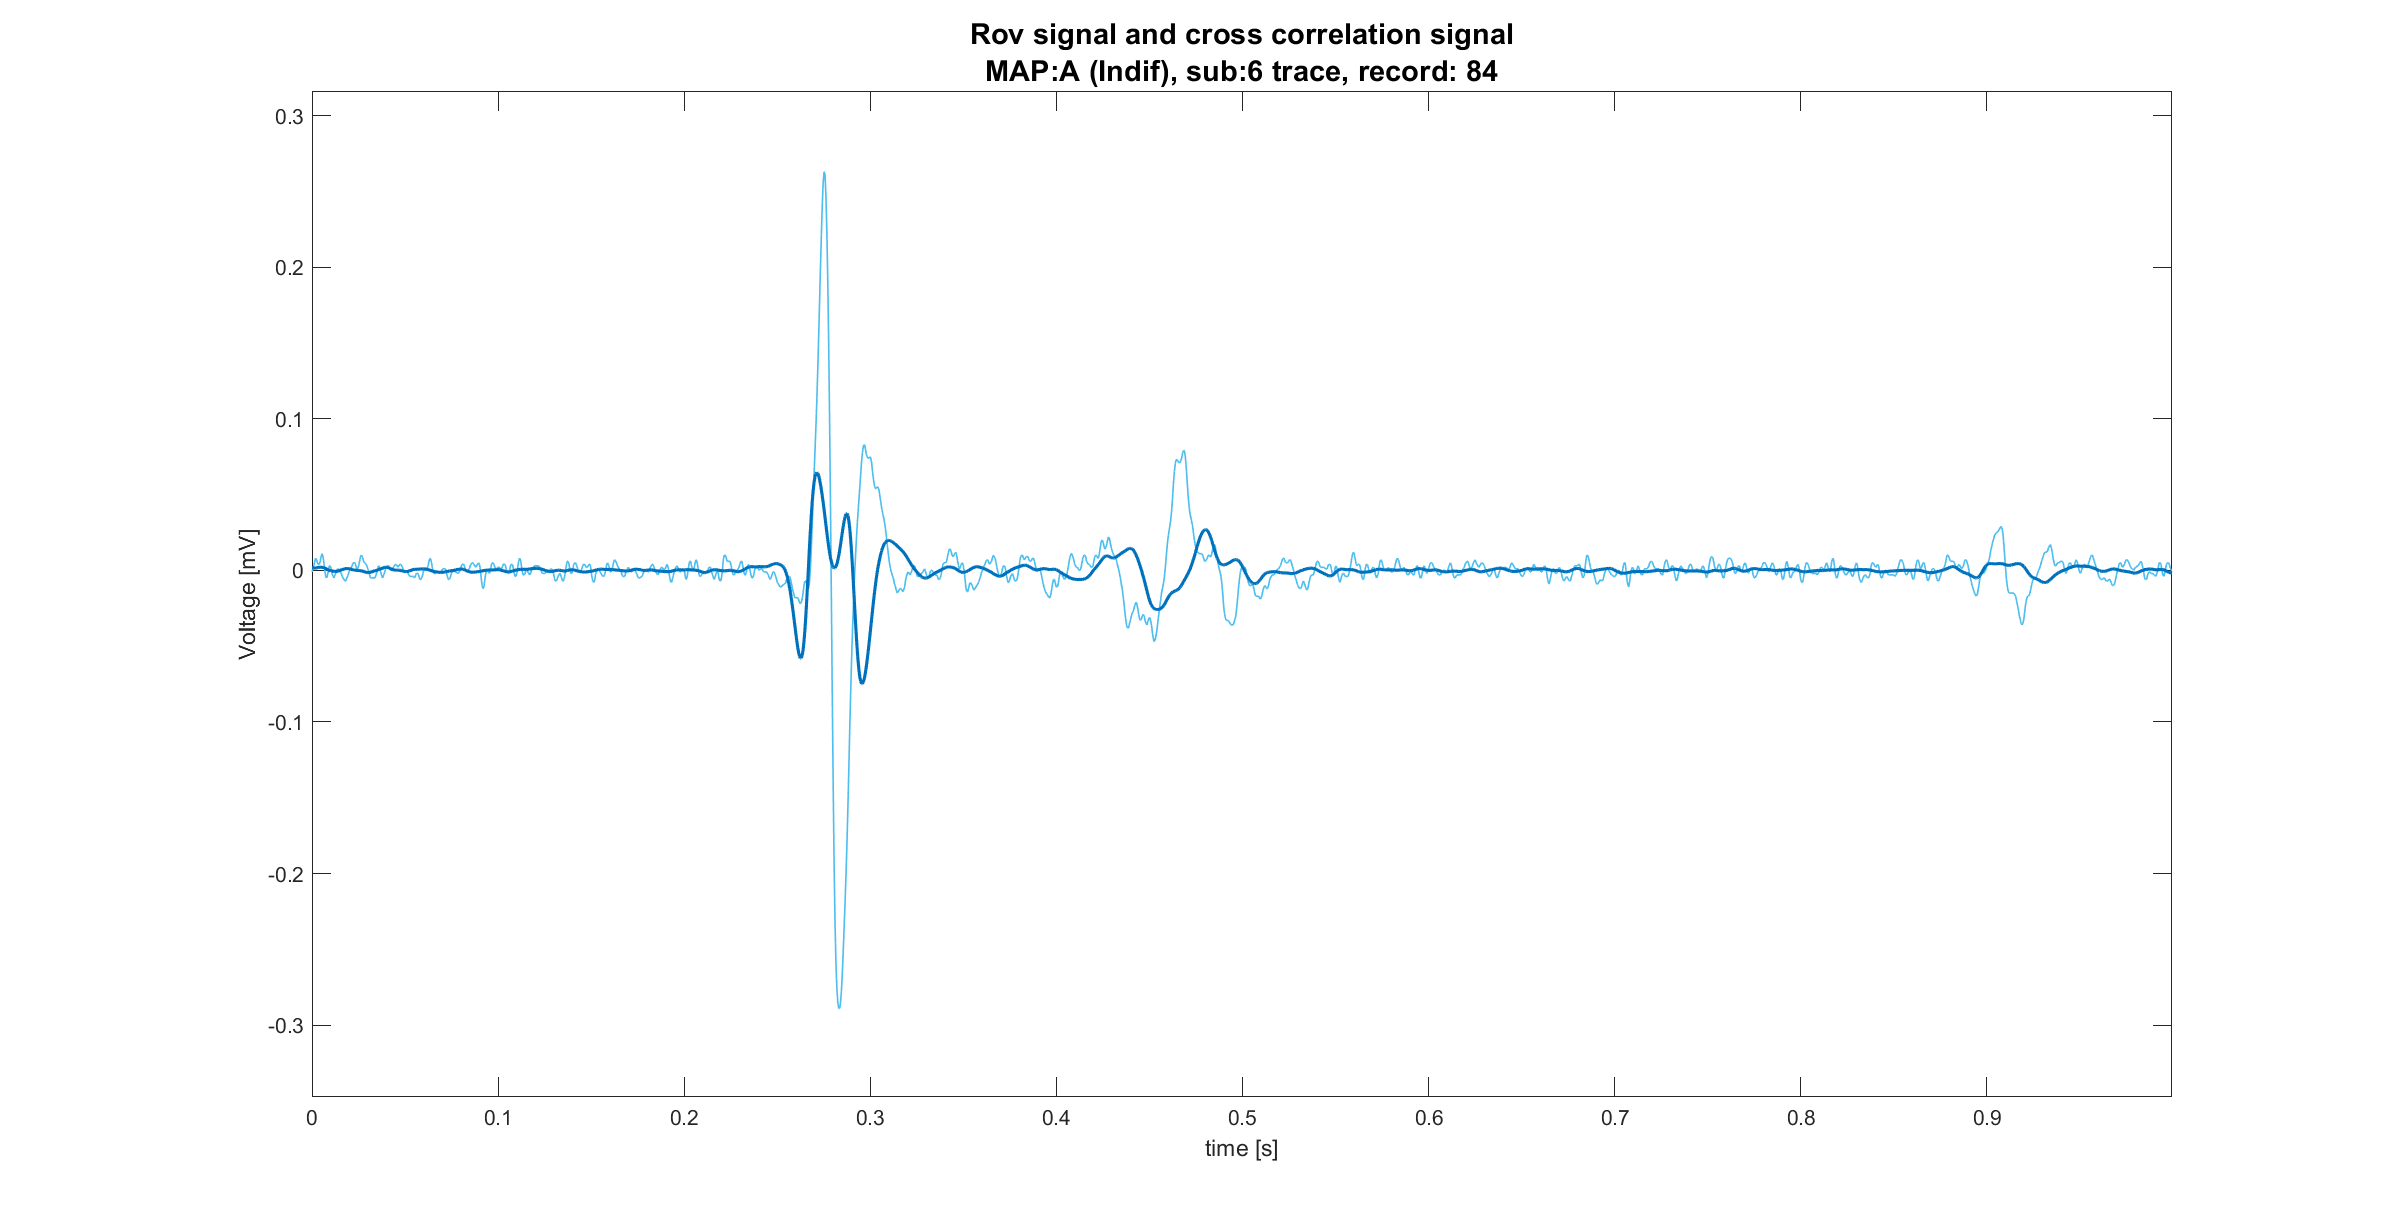 Rov signal and cross correlation signal
MAP:A (Indif), sub:6 trace, record: 84
0.3
0.2
0.1
0
-0.1
-0.2
-0.3
Voltage [mV]
0 0.1 0.2 0.3 0.4 0.5 0.6 0.7 0.8 0.9
time [s]